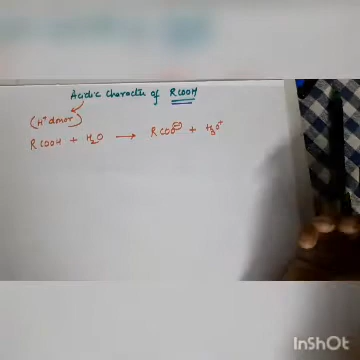 Acidic Character of RCOOH
(H⁺ donor)
RCOOH + H₂O → RCOO⊖ + H₃O⁺
InShOt